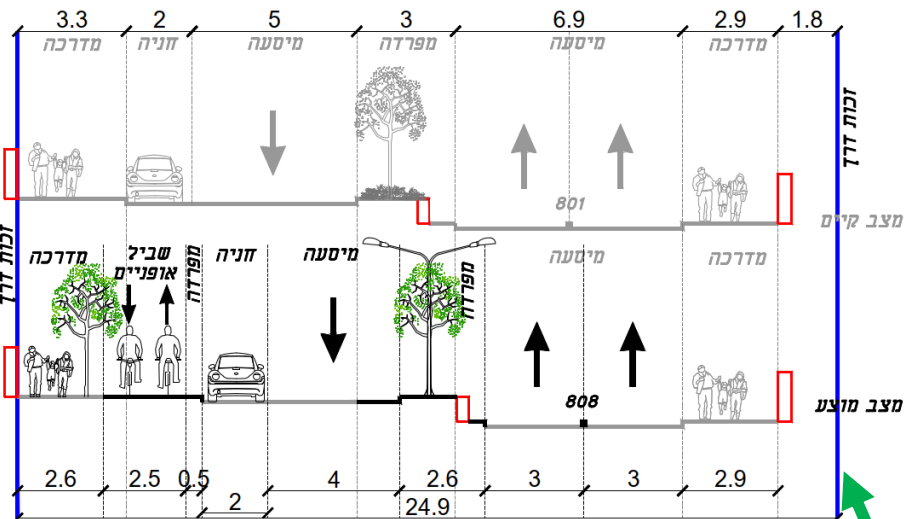 3.3 2 5 3 6.9 2.9 1.8
מדרכה חניה מיסעה מפרדה מיסעה מדרכה
זכות דרך
801
מצב קיים
זכות דרך
מדרכה
שביל
אופניים
מפרדה
חניה
מיסעה
מפרדה
מיסעה
מדרכה
808
מצב מוצע
2.6 2.5 0.5 4 2.6 3 3 2.9
2 24.9